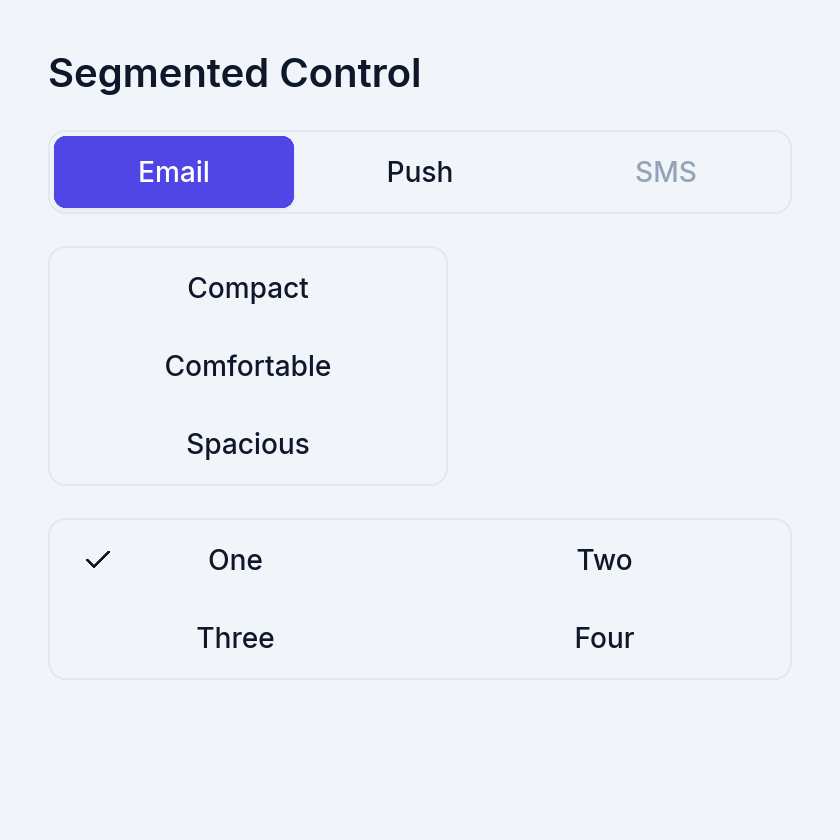 Segmented Control
Email Push SMS
Compact
Comfortable
Spacious
One Two
Three Four